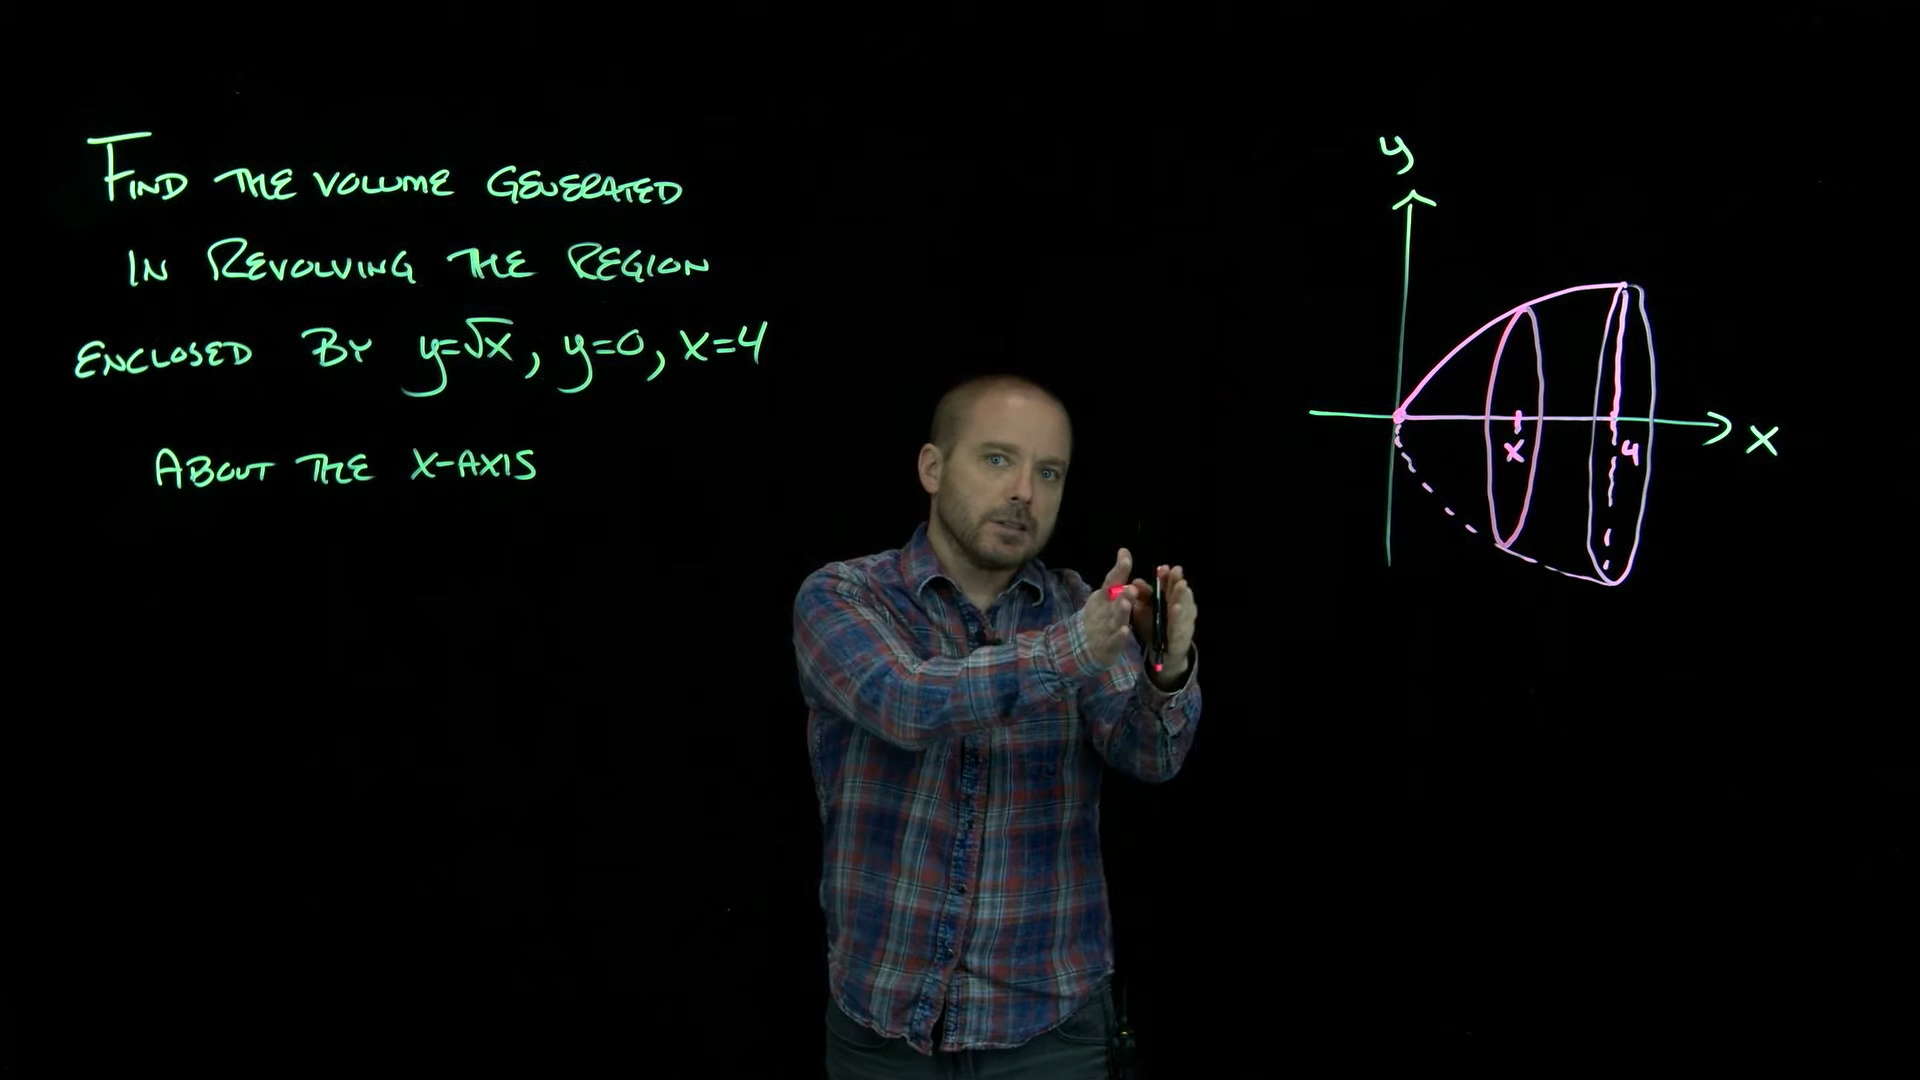 FIND THE VOLUME GENERATED
IN REVOLVING THE REGION
ENCLOSED BY y=√x, y=0, x=4
ABOUT THE X-AXIS
y
x
x
4